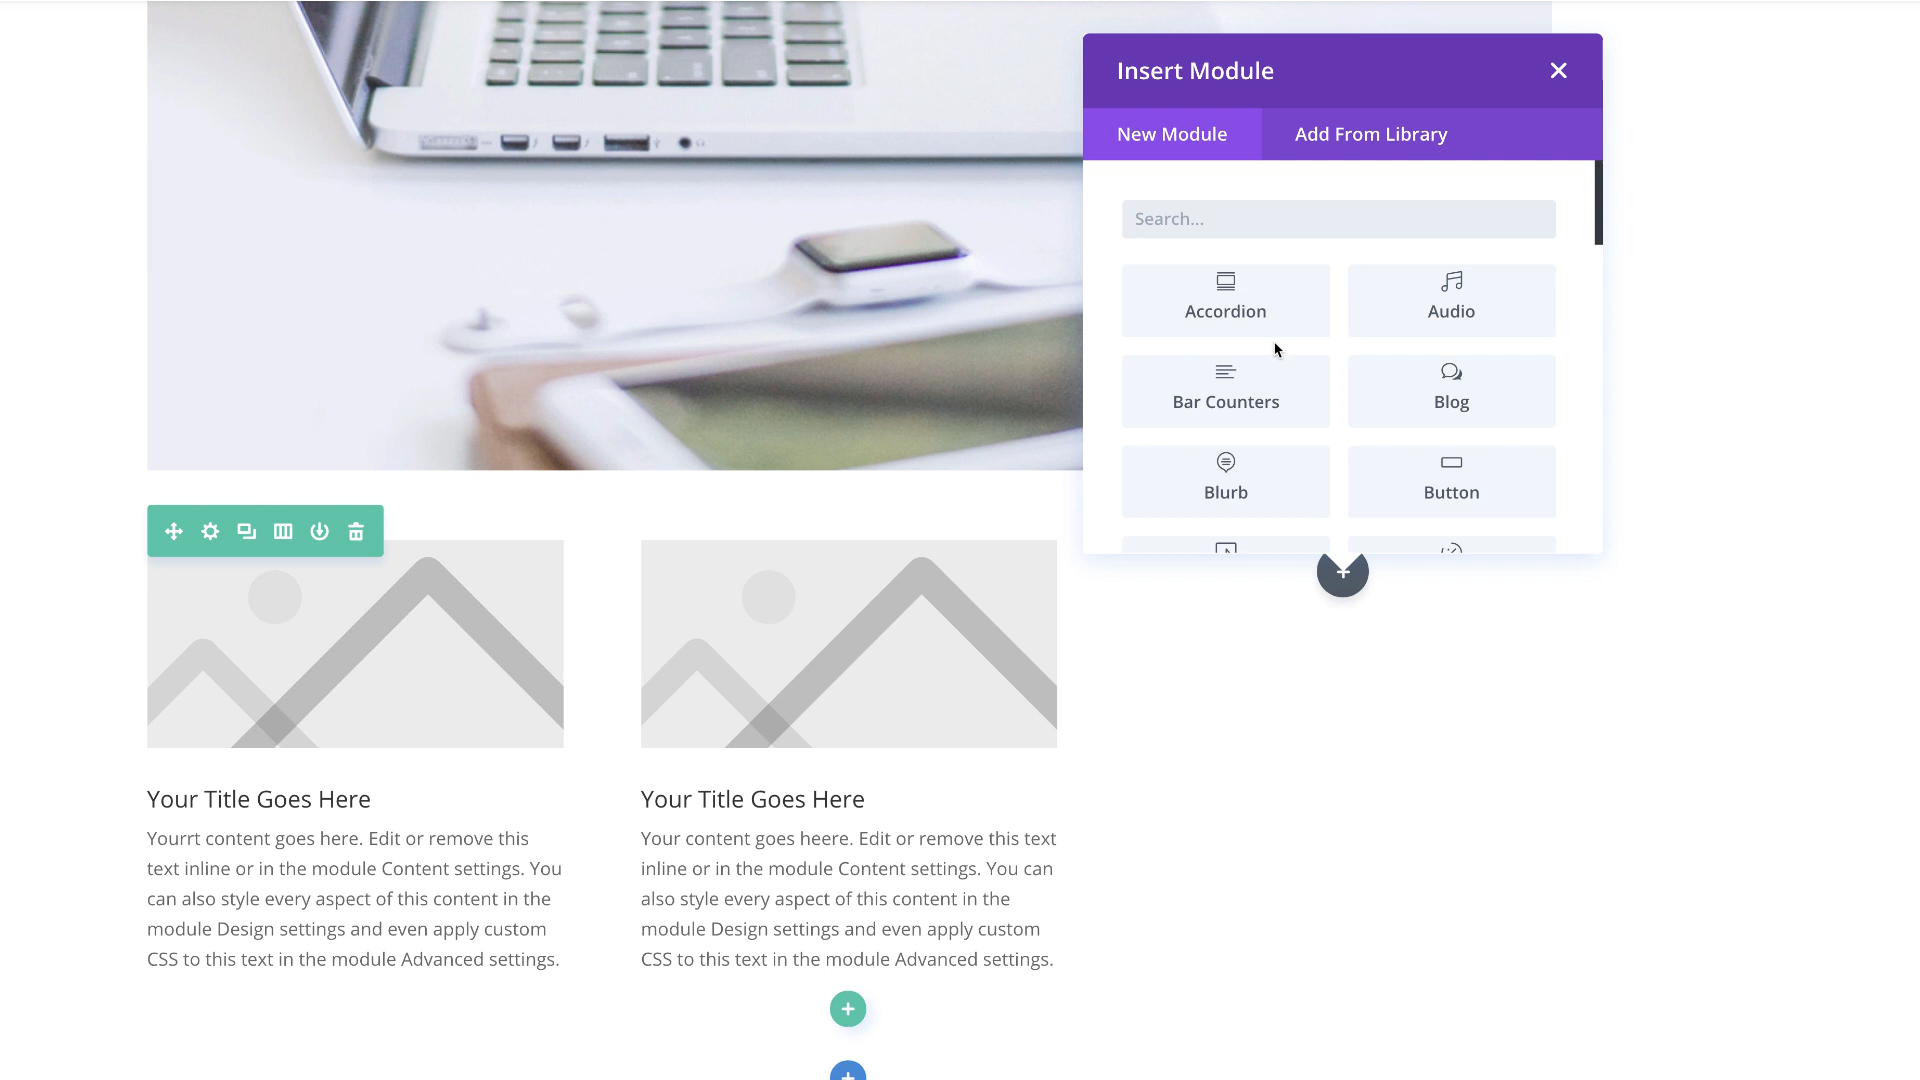 Insert Module
New Module
Add From Library
Search...
Accordion
Audio
Bar Counters
Blog
Blurb
Button
Your Title Goes Here
Yourrt content goes here. Edit or remove this
text inline or in the module Content settings. You
can also style every aspect of this content in the
module Design settings and even apply custom
CSS to this text in the module Advanced settings.
Your Title Goes Here
Your content goes heere. Edit or remove this text
inline or in the module Content settings. You can
also style every aspect of this content in the
module Design settings and even apply custom
CSS to this text in the module Advanced settings.